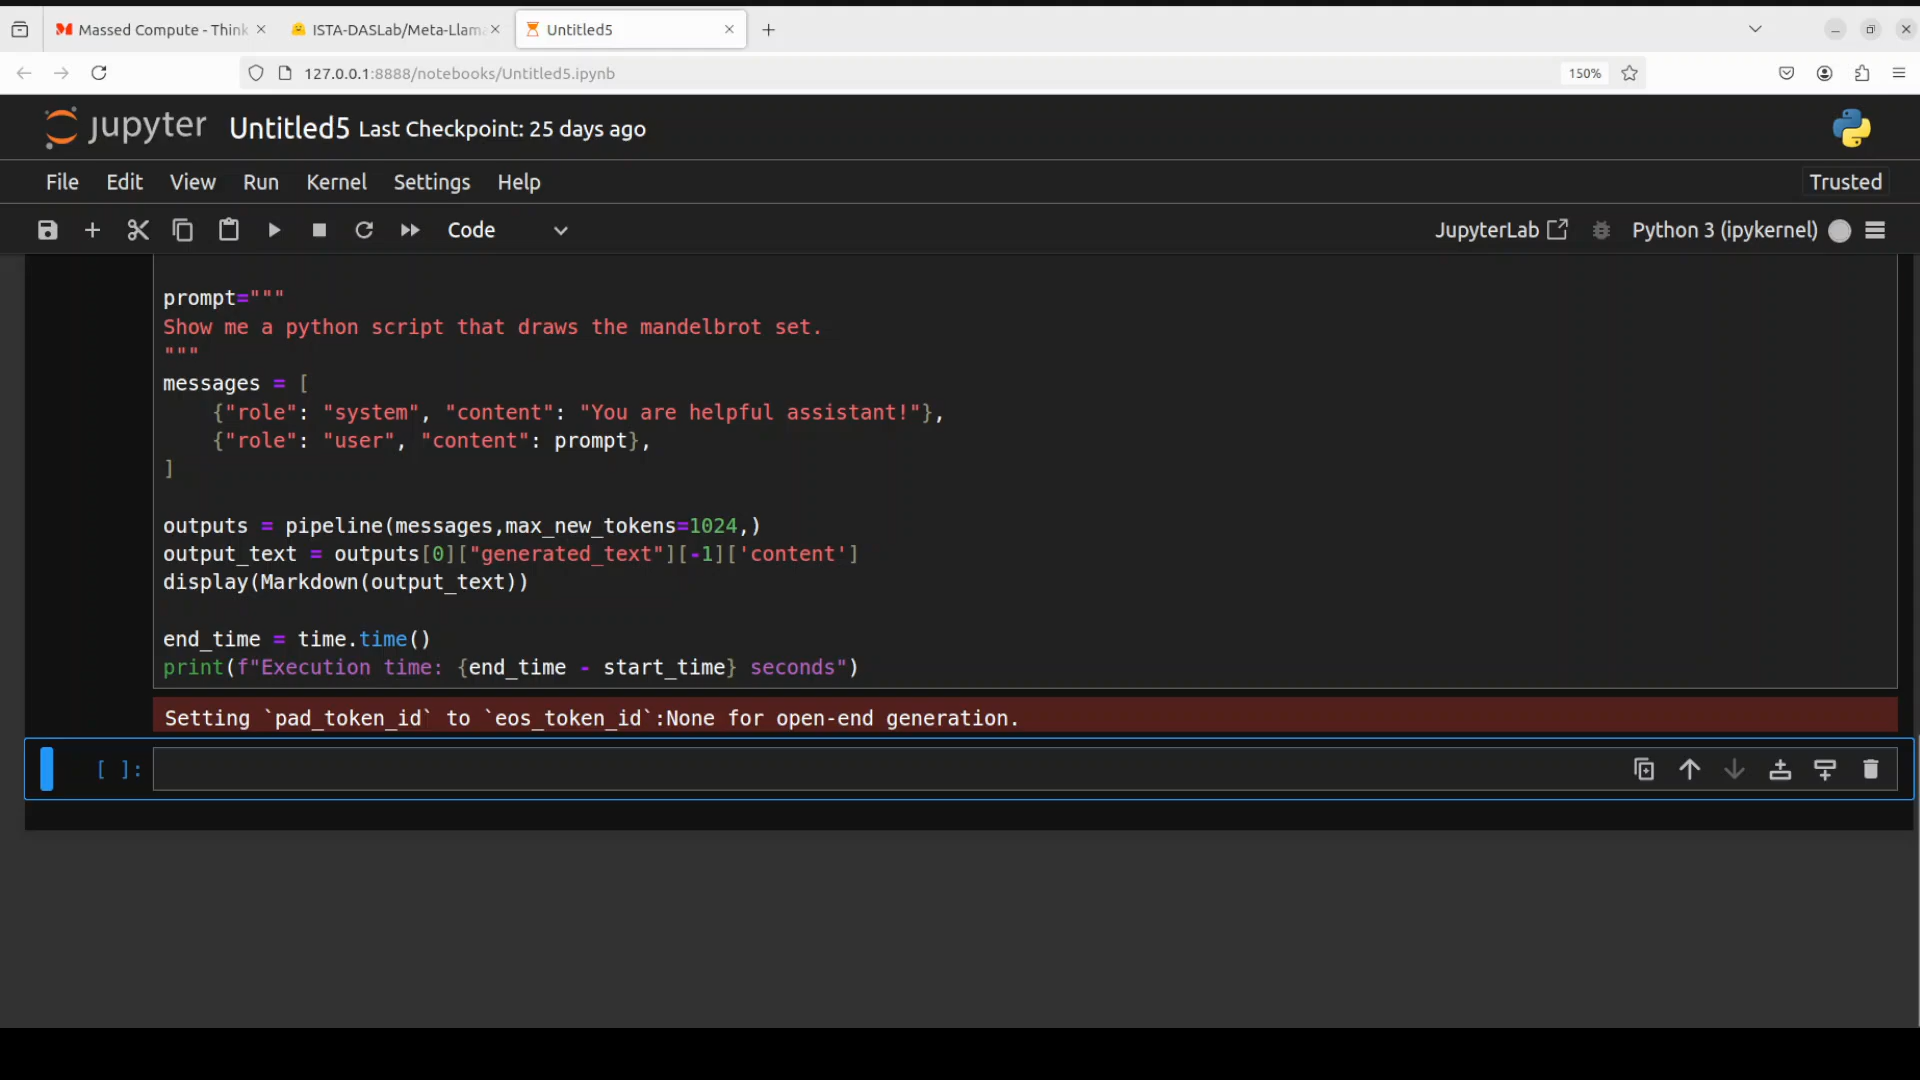 Massed Compute - Think
ISTA-DASLab/Meta-Llam
Untitled5
127.0.0.1:8888/notebooks/Untitled5.ipynb
150%
jupyter
Untitled5 Last Checkpoint: 25 days ago
File Edit View Run Kernel Settings Help
Trusted
Code
JupyterLab
Python 3 (ipykernel)
prompt="""
Show me a python script that draws the mandelbrot set.
"""
messages = [
    {"role": "system", "content": "You are helpful assistant!"},
    {"role": "user", "content": prompt},
]
outputs = pipeline(messages,max_new_tokens=1024,)
output_text = outputs[0]["generated_text"][-1]['content']
display(Markdown(output_text))
end_time = time.time()
print(f"Execution time: {end_time - start_time} seconds")
Setting `pad_token_id` to `eos_token_id`:None for open-end generation.
[ ]: